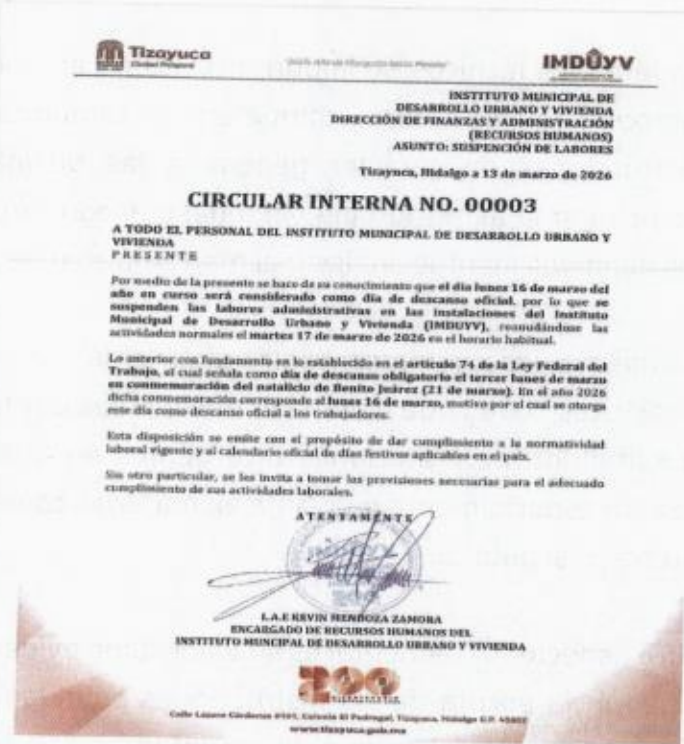 Tizayuca
IMDUYV
INSTITUTO MUNICIPAL DE
DESARROLLO URBANO Y VIVIENDA
DIRECCIÓN DE FINANZAS Y ADMINISTRACIÓN
(RECURSOS HUMANOS)
ASUNTO: SUSPENCIÓN DE LABORES
Tizayuca, Hidalgo a 13 de marzo de 2026
CIRCULAR INTERNA NO. 00003
A TODO EL PERSONAL DEL INSTITUTO MUNICIPAL DE DESARROLLO URBANO Y
VIVIENDA
P R E S E N T E
Por medio de la presente se hace de su conocimiento que el día lunes 16 de marzo del
año en curso será considerado como día de descanso oficial, por lo que se
suspenden las labores administrativas en las instalaciones del Instituto
Municipal de Desarrollo Urbano y Vivienda (IMDUYV), reanudándose las
actividades normales el martes 17 de marzo de 2026 en el horario habitual.
Lo anterior con fundamento en lo establecido en el artículo 74 de la Ley Federal del
Trabajo, el cual señala como día de descanso obligatorio el tercer lunes de marzo
en conmemoración del natalicio de Benito Juárez (21 de marzo). En el año 2026
dicha conmemoración corresponde al lunes 16 de marzo, motivo por el cual se otorga
este día como descanso oficial a los trabajadores.
Esta disposición se emite con el propósito de dar cumplimiento a la normatividad
laboral vigente y al calendario oficial de días festivos aplicables en el país.
Sin otro particular, se les invita a tomar las previsiones necesarias para el adecuado
cumplimiento de sus actividades laborales.
A T E N T A M E N T E
L.A.E KEVIN MENDOZA ZAMORA
ENCARGADO DE RECURSOS HUMANOS DEL
INSTITUTO MUNCIPAL DE DESARROLLO URBANO Y VIVIENDA
200
Calle Lázaro Cárdenas Colonia El Pedregal, Tizayuca, Hidalgo C.P.
www.tizayuca.gob.mx